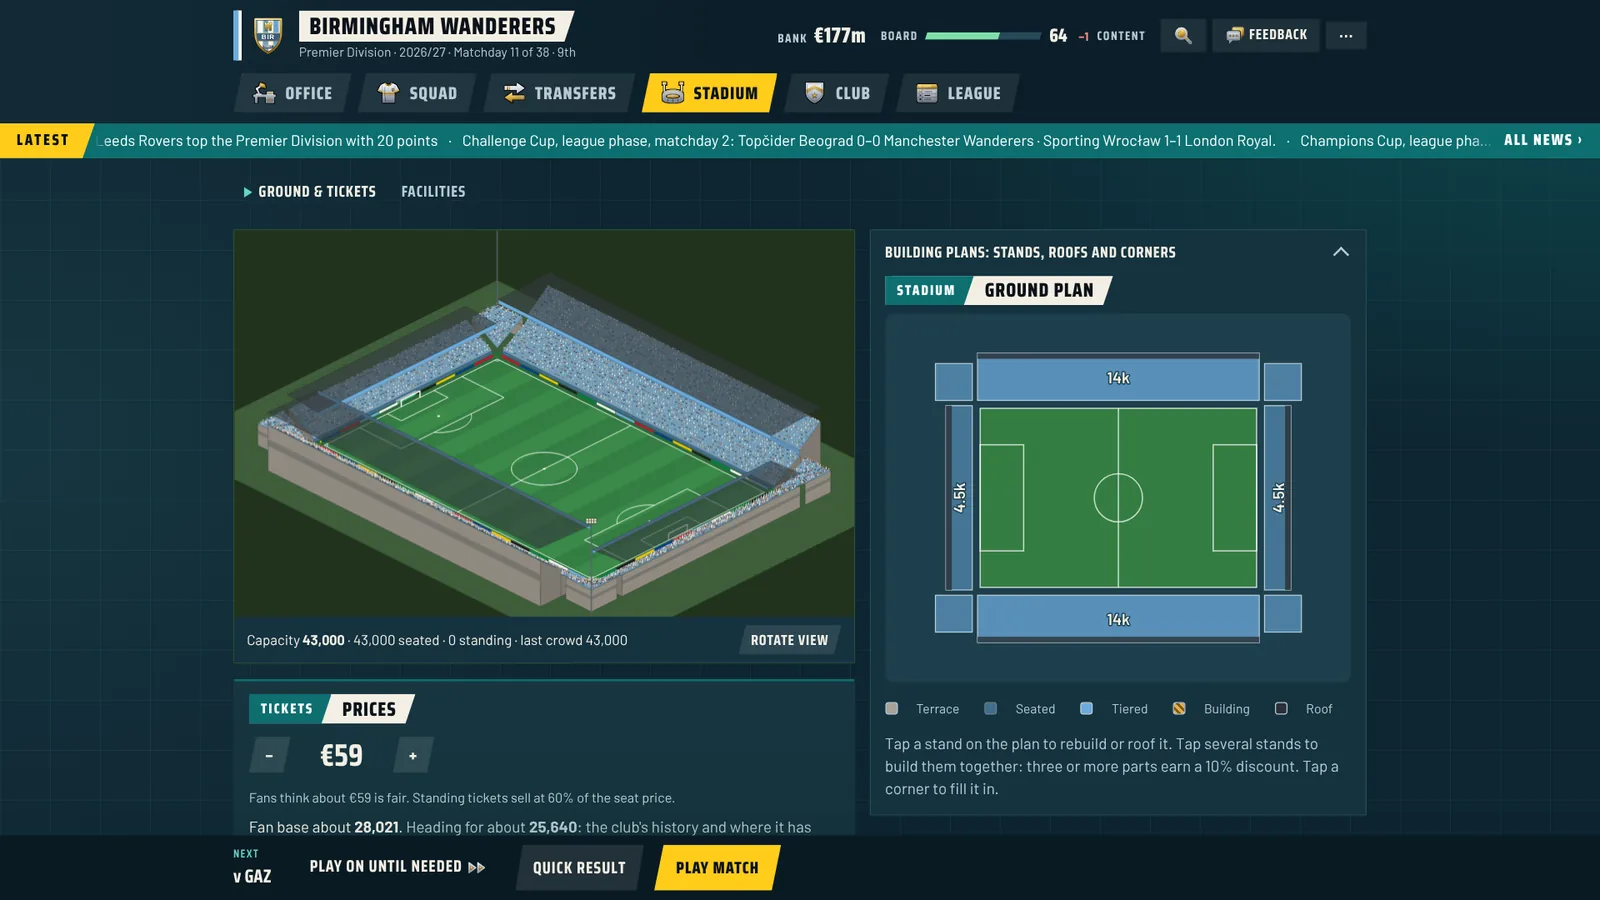 BIRMINGHAM WANDERERS
BIR
Premier Division · 2026/27 · Matchday 11 of 38 · 9th
BANK €177m BOARD 64 -1 CONTENT
FEEDBACK
...
OFFICE SQUAD TRANSFERS STADIUM CLUB LEAGUE
LATEST Leeds Rovers top the Premier Division with 20 points · Challenge Cup, league phase, matchday 2: Topčider Beograd 0–0 Manchester Wanderers · Sporting Wrocław 1–1 London Royal. · Champions Cup, league pha... ALL NEWS ›
GROUND & TICKETS FACILITIES
BUILDING PLANS: STANDS, ROOFS AND CORNERS
STADIUM GROUND PLAN
14k
4.5k
4.5k
14k
Capacity 43,000 · 43,000 seated · 0 standing · last crowd 43,000
ROTATE VIEW
Terrace Seated Tiered Building Roof
Tap a stand on the plan to rebuild or roof it. Tap several stands to
build them together: three or more parts earn a 10% discount. Tap a
corner to fill it in.
TICKETS PRICES
- €59 +
Fans think about €59 is fair. Standing tickets sell at 60% of the seat price.
Fan base about 28,021. Heading for about 25,640: the club's history and where it has
NEXT
v GAZ
PLAY ON UNTIL NEEDED
QUICK RESULT
PLAY MATCH